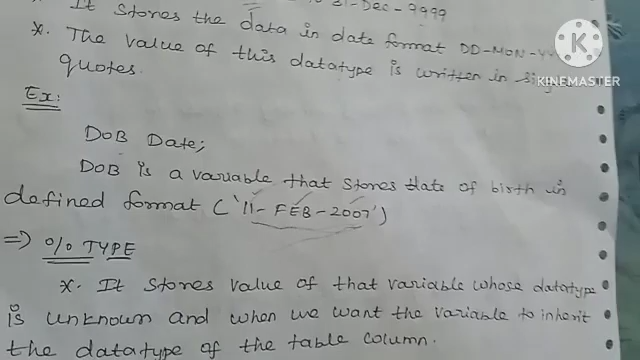 It stores the data in date format DD-MON-Y
31-Dec-9999
*. The value of this datatype is written in
quotes.
Ex:
DOB Date;
DOB is a variable that stores date of birth in
defined format ('11-FEB-2007')
=> % TYPE
*. It stores value of that variable whose datatype
is unknown and when we want the variable to inherit
the datatype of the table column.
KINEMASTER